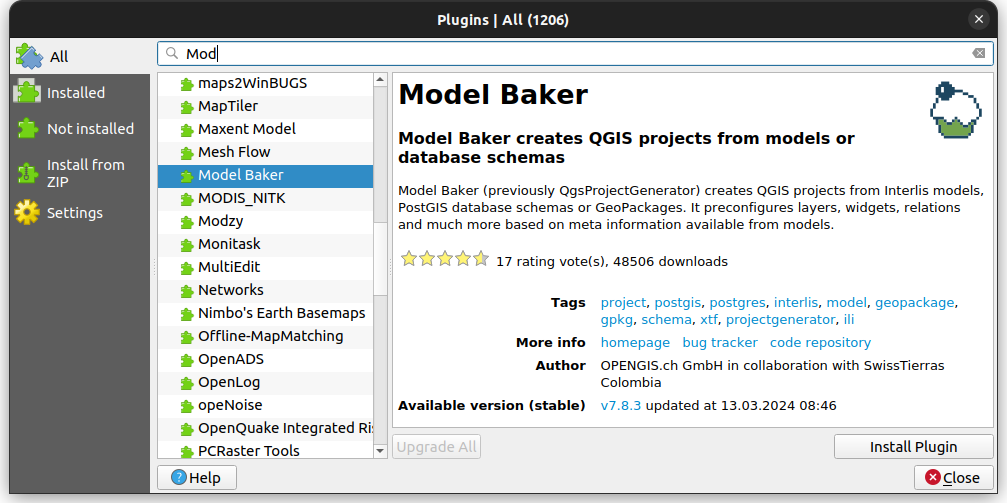 Plugins | All (1206)
All
Installed
Not installed
Install from
ZIP
Settings
Mod
maps2WinBUGS
MapTiler
Maxent Model
Mesh Flow
Model Baker
MODIS_NITK
Modzy
Monitask
MultiEdit
Networks
Nimbo's Earth Basemaps
Offline-MapMatching
OpenADS
OpenLog
opeNoise
OpenQuake Integrated Ri
PCRaster Tools
Model Baker
Model Baker creates QGIS projects from models or
database schemas
Model Baker (previously QgsProjectGenerator) creates QGIS projects from Interlis models,
PostGIS database schemas or GeoPackages. It preconfigures layers, widgets, relations
and much more based on meta information available from models.
17 rating vote(s), 48506 downloads
Tags project, postgis, postgres, interlis, model, geopackage,
gpkg, schema, xtf, projectgenerator, ili
More info homepage bug tracker code repository
Author OPENGIS.ch GmbH in collaboration with SwissTierras
Colombia
Available version (stable) v7.8.3 updated at 13.03.2024 08:46
Upgrade All
Install Plugin
Help
Close